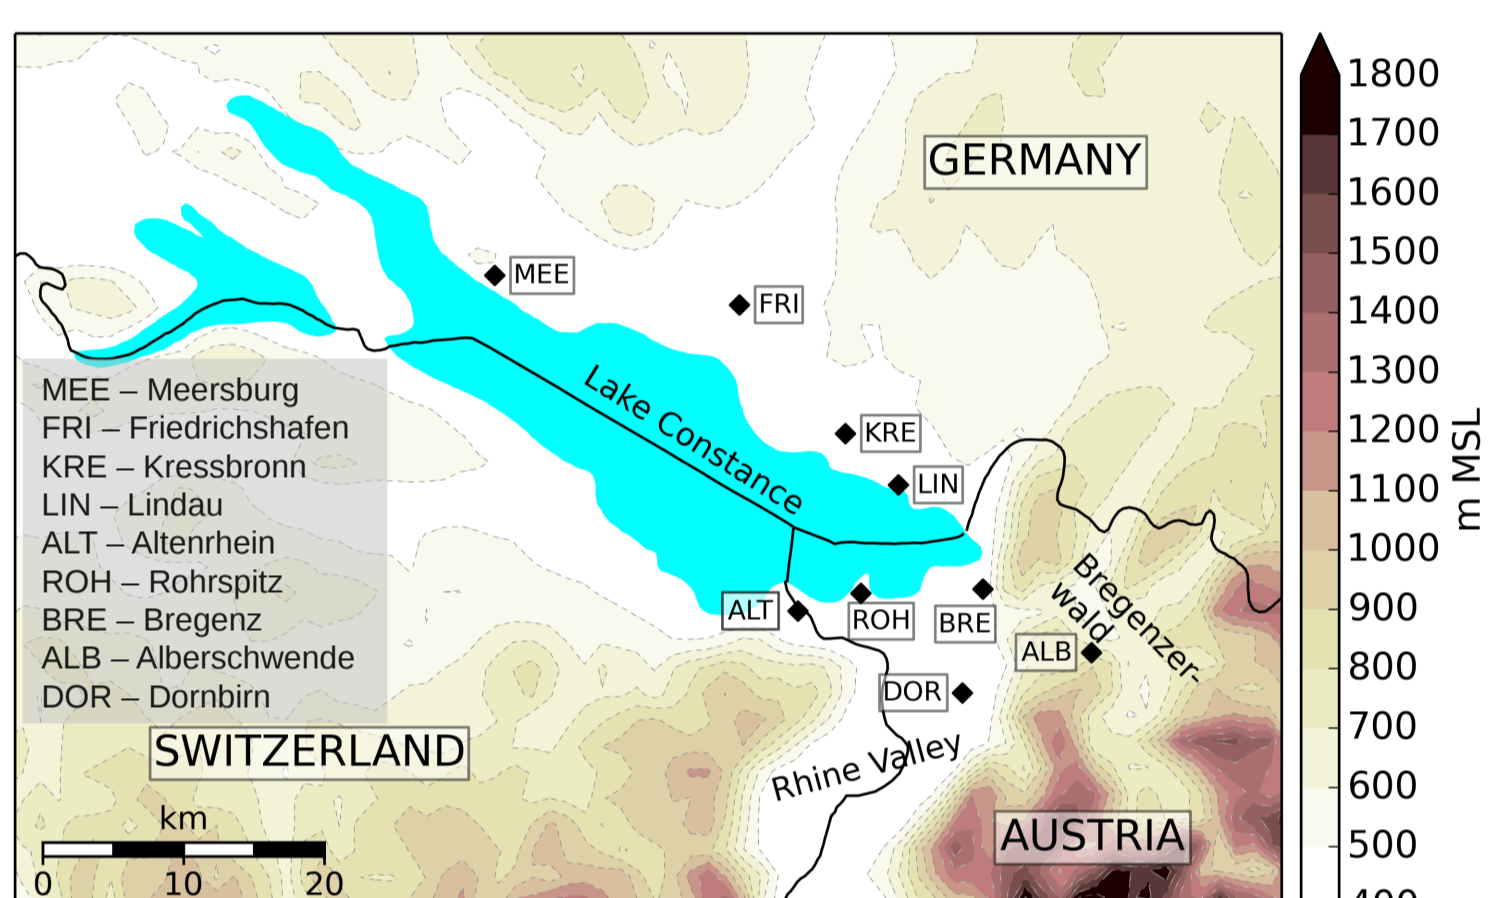 GERMANY
MEE
FRI
Lake Constance
KRE
LIN
MEE – Meersburg
FRI – Friedrichshafen
KRE – Kressbronn
LIN – Lindau
ALT – Altenrhein
ROH – Rohrspitz
BRE – Bregenz
ALB – Alberschwende
DOR – Dornbirn
ALT
ROH
BRE
Bregenzer-
wald
ALB
DOR
Rhine Valley
SWITZERLAND
AUSTRIA
km
0 10 20
1800
1700
1600
1500
1400
1300
1200
1100
1000
900
800
700
600
500
400
m MSL